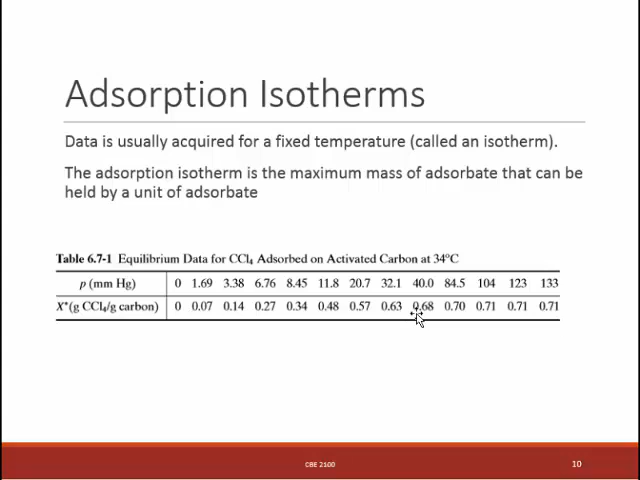 Adsorption Isotherms
Data is usually acquired for a fixed temperature (called an isotherm).
The adsorption isotherm is the maximum mass of adsorbate that can be
held by a unit of adsorbate
Table 6.7-1 Equilibrium Data for CCl₄ Adsorbed on Activated Carbon at 34°C
p (mm Hg) 0 1.69 3.38 6.76 8.45 11.8 20.7 32.1 40.0 84.5 104 123 133
X*(g CCl₄/g carbon) 0 0.07 0.14 0.27 0.34 0.48 0.57 0.63 0.68 0.70 0.71 0.71 0.71
CBE 2100
10